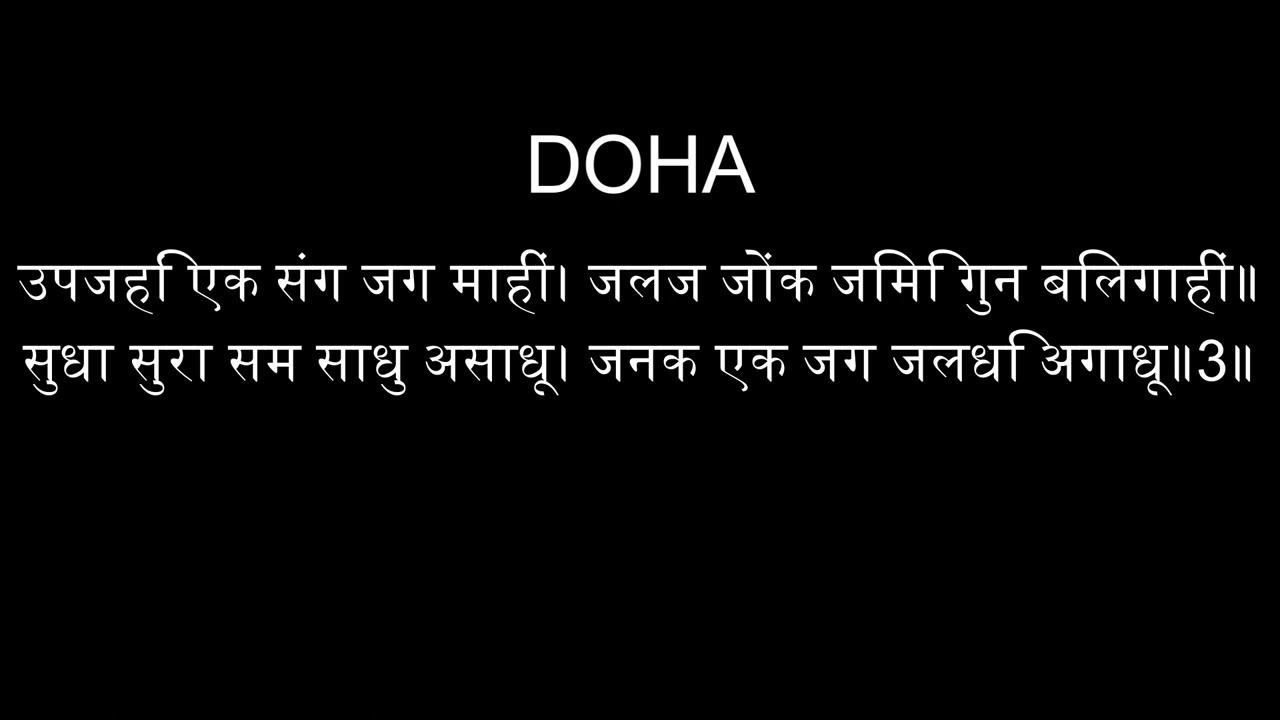 DOHA
उपजहिं एक संग जग माहीं। जलज जोंक जिमि गुन बिलगाहीं॥
सुधा सुरा सम साधु असाधू। जनक एक जग जलधि अगाधू॥3॥